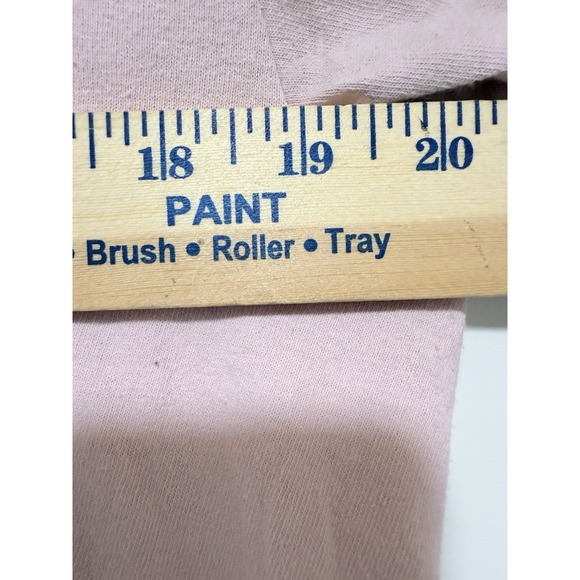 18 19 20
PAINT
• Brush • Roller • Tray